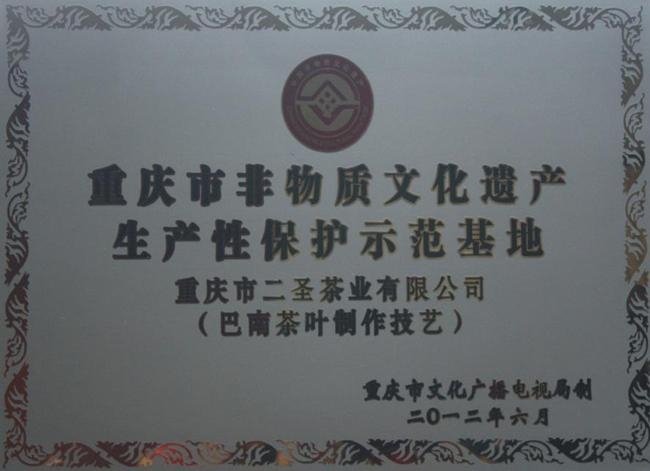 重庆市非物质文化遗产
生产性保护示范基地
重庆市二圣茶业有限公司
（巴南茶叶制作技艺）
重庆市文化广播电视局制
二〇一二年六月